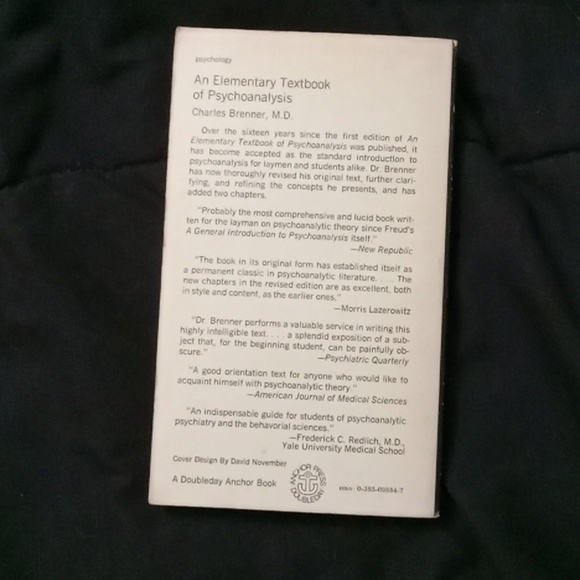 psychology
An Elementary Textbook
of Psychoanalysis
Charles Brenner, M.D.
Over the sixteen years since the first edition of An
Elementary Textbook of Psychoanalysis was published, it
has become accepted as the standard introduction to
psychoanalysis for laymen and students alike. Dr. Brenner
has now thoroughly revised his original text, further clari-
fying, and refining the concepts he presents, and has
added two chapters.
"Probably the most comprehensive and lucid book writ-
ten for the layman on psychoanalytic theory since Freud's
A General Introduction to Psychoanalysis itself."
—New Republic
"The book in its original form has established itself as
a permanent classic in psychoanalytic literature. . . . The
new chapters in the revised edition are as excellent, both
in style and content, as the earlier ones."
—Morris Lazerowitz
"Dr. Brenner performs a valuable service in writing this
highly intelligible text. . . . a splendid exposition of a sub-
ject that, for the beginning student, can be painfully ob-
scure."
—Psychiatric Quarterly
"A good orientation text for anyone who would like to
acquaint himself with psychoanalytic theory."
—American Journal of Medical Sciences
"An indispensable guide for students of psychoanalytic
psychiatry and the behavorial sciences."
—Frederick C. Redlich, M.D.,
Yale University Medical School
Cover Design By David November
A Doubleday Anchor Book
ANCHOR PRESS
DOUBLEDAY
ISBN: 0-385-09884-7